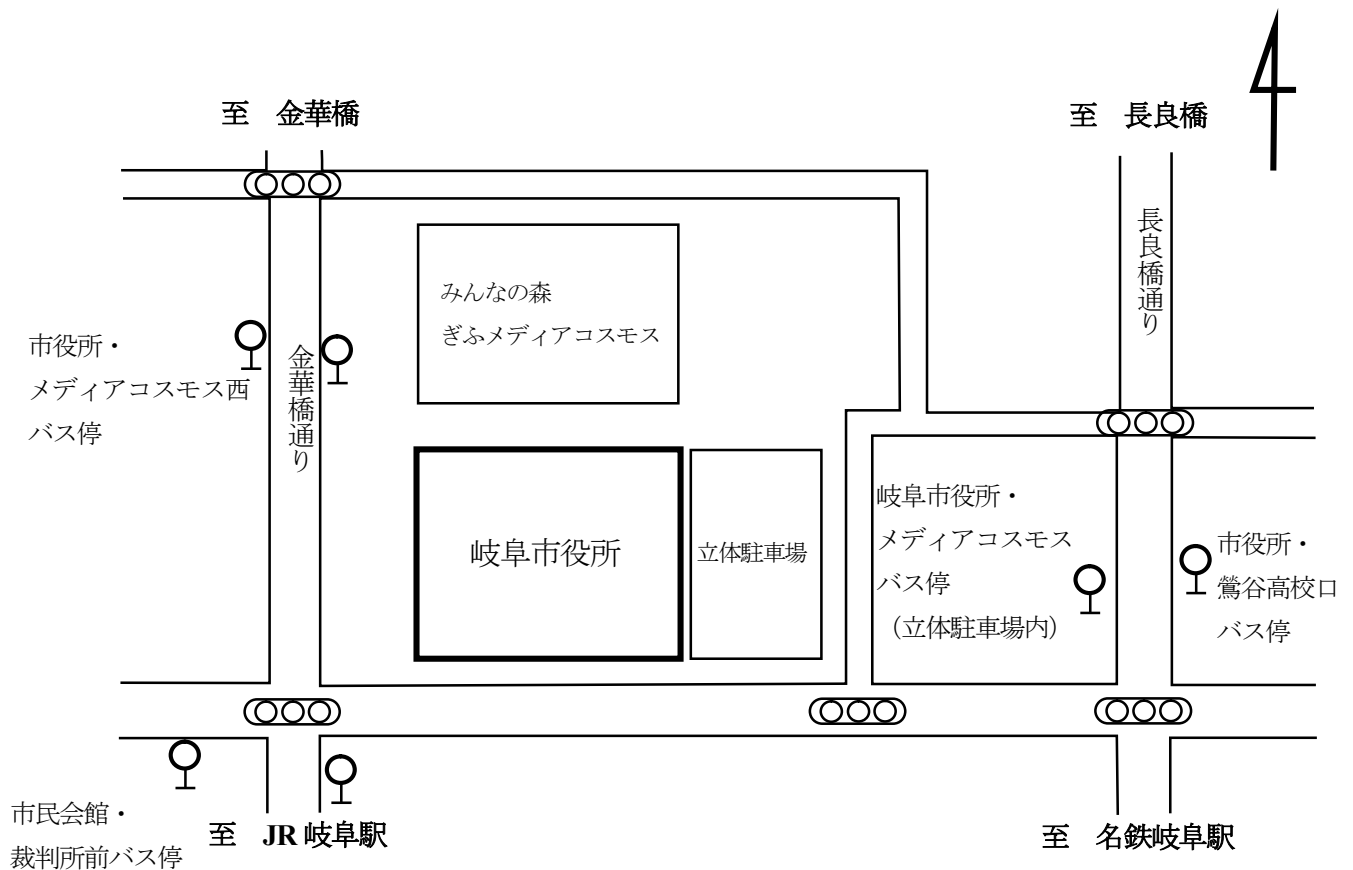 至　金華橋
至　長良橋
長良橋通り
みんなの森
ぎふメディアコスモス
市役所・
メディアコスモス西
バス停
金華橋通り
岐阜市役所
立体駐車場
岐阜市役所・
メディアコスモス
バス停
（立体駐車場内）
市役所・
鶯谷高校口
バス停
市民会館・
裁判所前バス停
至　JR 岐阜駅
至　名鉄岐阜駅